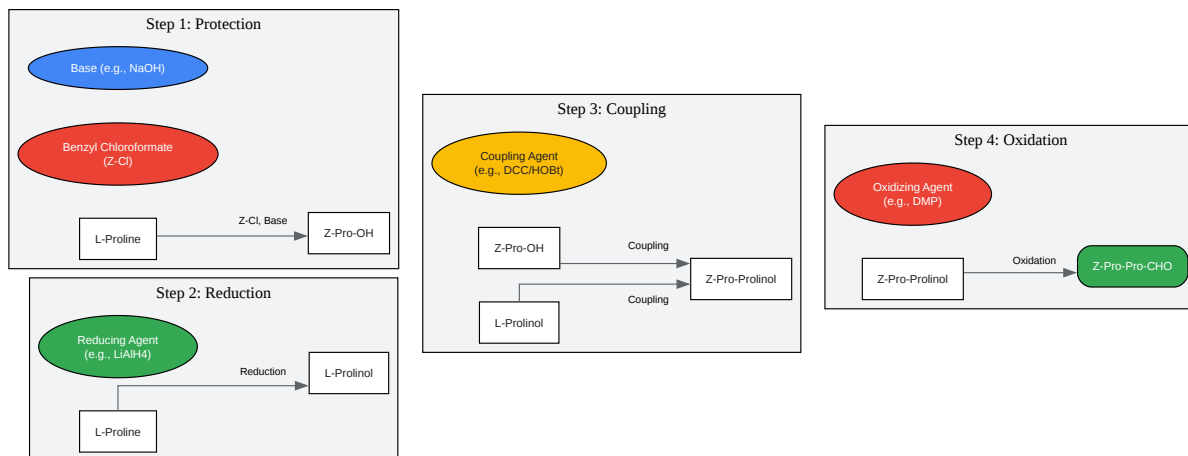 Step 1: Protection
Base (e.g., NaOH)
Benzyl Chloroformate
(Z-Cl)
L-Proline
Z-Cl, Base
Z-Pro-OH
Step 2: Reduction
Reducing Agent
(e.g., LiAlH4)
L-Proline
Reduction
L-Prolinol
Step 3: Coupling
Coupling Agent
(e.g., DCC/HOBt)
Z-Pro-OH
Coupling
L-Prolinol
Coupling
Z-Pro-Prolinol
Step 4: Oxidation
Oxidizing Agent
(e.g., DMP)
Z-Pro-Prolinol
Oxidation
Z-Pro-Pro-CHO